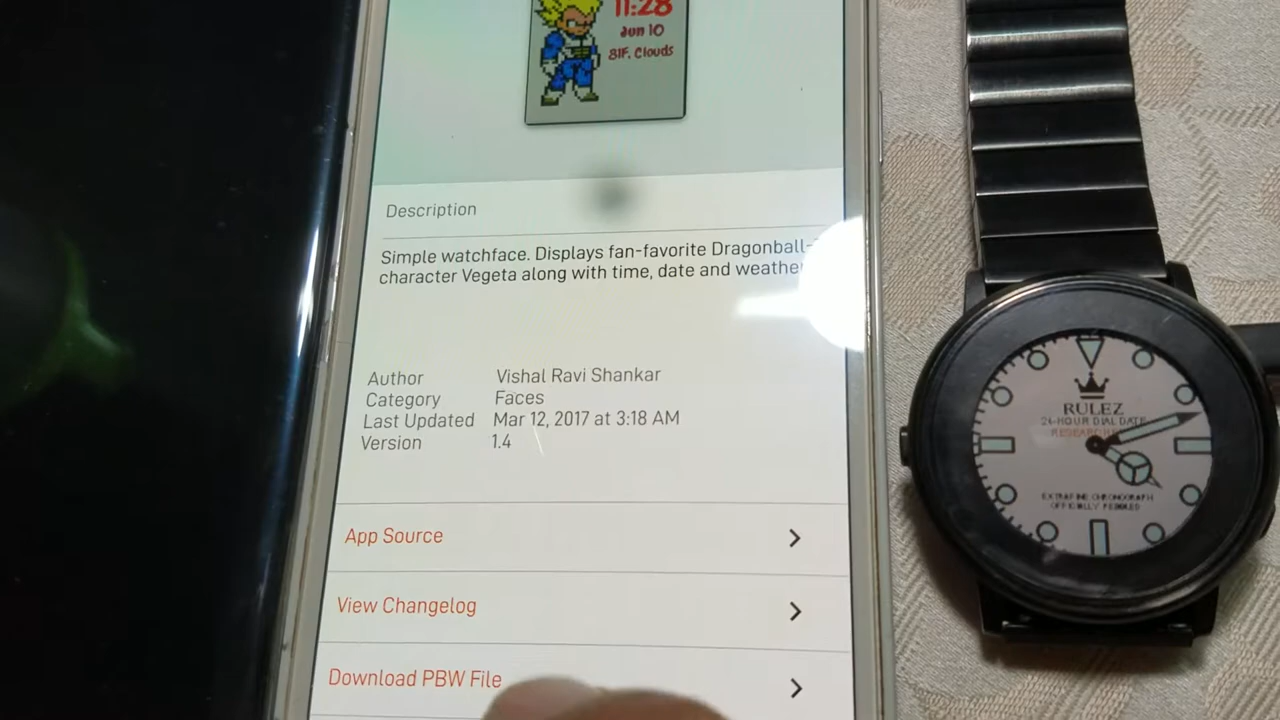 11:28
Jun 10
81F, Clouds
Description
Simple watchface. Displays fan-favorite Dragonball-
character Vegeta along with time, date and weathe
Author Vishal Ravi Shankar
Category Faces
Last Updated Mar 12, 2017 at 3:18 AM
Version 1.4
App Source
View Changelog
Download PBW File
RULEZ
24-HOUR DIAL DATE
EXTRAFINE CHRONOGRAPH
OFFICIALLY PEBBLED